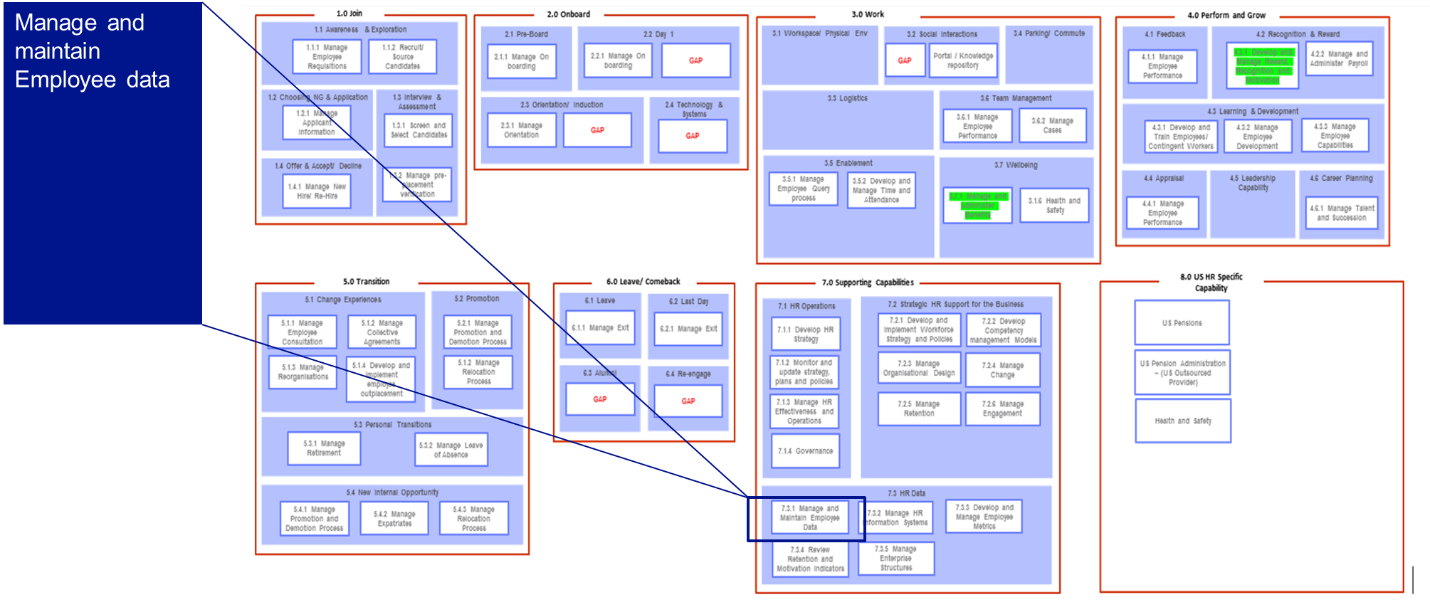 Manage and
maintain
Employee data
1.0 Join
1.1 Awareness & Exploration
1.1.1 Manage
Employee
Requisitions
1.1.2 Recruit/
Source
Candidates
1.2 Choosing NG & Application
1.2.1 Manage
Applicant
Information
1.3 Interview &
Assessment
1.3.1 Screen and
Select Candidates
1.3.2 Manage pre-
placement
verification
1.4 Offer & Accept/ Decline
1.4.1 Manage New
Hire/ Re-Hire
2.0 Onboard
2.1 Pre-Board
2.1.1 Manage On
boarding
2.2 Day 1
2.2.1 Manage On
boarding
GAP
2.3 Orientation/ Induction
2.3.1 Manage
Orientation
GAP
2.4 Technology &
Systems
GAP
3.0 Work
3.1 Workspace/ Physical Env
3.2 Social Interactions
GAP
Portal / Knowledge
repository
3.4 Parking/ Commute
3.3 Logistics
3.6 Team Management
3.6.1 Manage
Employee
Performance
3.6.2 Manage
Cases
3.5 Enablement
3.5.1 Manage
Employee Query
process
3.5.2 Develop and
Manage Time and
Attendance
3.7 Wellbeing
Manage and
Administer
Benefits
3.1.6 Health and
Safety
4.0 Perform and Grow
4.1 Feedback
4.1.1 Manage
Employee
Performance
4.2 Recognition & Reward
Develop and
Manage Reward,
Recognition and
4.2.2 Manage and
Administer Payroll
4.3 Learning & Development
4.3.1 Develop and
Train Employees/
Contingent Workers
4.3.2 Manage
Employee
Development
4.3.3 Manage
Employee
Capabilities
4.4 Appraisal
4.4.1 Manage
Employee
Performance
4.5 Leadership
Capability
4.6 Career Planning
4.6.1 Manage Talent
and Succession
5.0 Transition
5.1 Change Experiences
5.1.1 Manage
Employee
Consultation
5.1.2 Manage
Collective
Agreements
5.1.3 Manage
Reorganisations
5.1.4 Develop and
implement
employee
outplacement
5.2 Promotion
5.2.1 Manage
Promotion and
Demotion Process
5.1.2 Manage
Relocation
Process
5.3 Personal Transitions
5.3.1 Manage
Retirement
5.3.2 Manage Leave
of Absence
5.4 New Internal Opportunity
5.4.1 Manage
Promotion and
Demotion Process
5.4.2 Manage
Expatriates
5.4.3 Manage
Relocation
Process
6.0 Leave/ Comeback
6.1 Leave
6.1.1 Manage Exit
6.2 Last Day
6.2.1 Manage Exit
6.3 Alumni
GAP
6.4 Re-engage
GAP
7.0 Supporting Capabilities
7.1 HR Operations
7.1.1 Develop HR
Strategy
7.1.2 Monitor and
update strategy,
plans and policies
7.1.3 Manage HR
Effectiveness and
Operations
7.1.4 Governance
7.2 Strategic HR Support for the Business
7.2.1 Develop and
Implement Workforce
Strategy and Policies
7.2.2 Develop
Competency
management Models
7.2.3 Manage
Organisational Design
7.2.4 Manage
Change
7.2.5 Manage
Retention
7.2.6 Manage
Engagement
7.3 HR Data
7.3.1 Manage and
Maintain Employee
Data
7.3.2 Manage HR
Information Systems
7.3.3 Develop and
Manage Employee
Metrics
7.3.4 Review
Retention and
Motivation Indicators
7.3.5 Manage
Enterprise
Structures
8.0 US HR Specific
Capability
US Pensions
US Pension Administration
– (US Outsourced
Provider)
Health and Safety